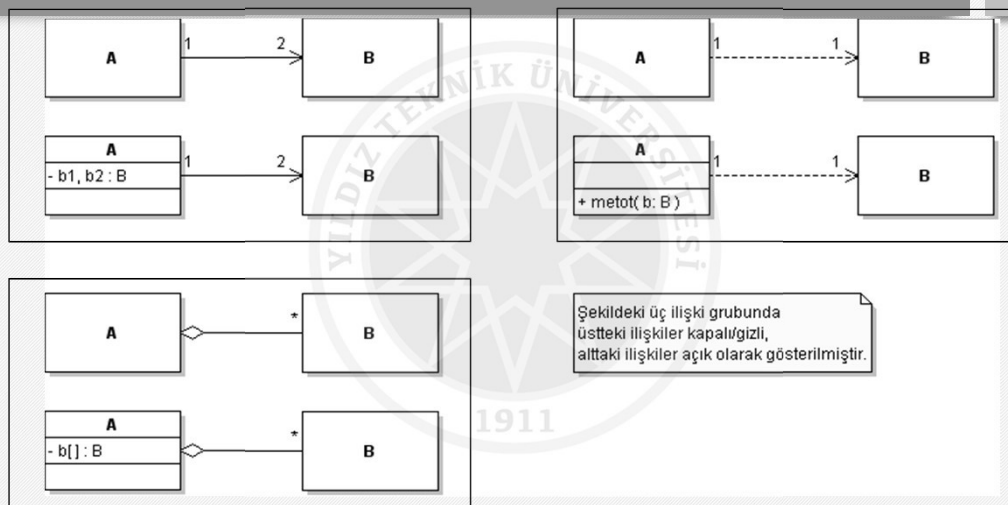 A 1 2 B
A
- b1, b2 : B
1 2 B
A 1 1 B
A
+ metot( b: B )
1 1 B
A * B
A
- b[] : B
* B
Şekildeki üç ilişki grubunda
üstteki ilişkiler kapalı/gizli,
alttaki ilişkiler açık olarak gösterilmiştir.
YILDIZ TEKNİK ÜNİVERSİTESİ
1911